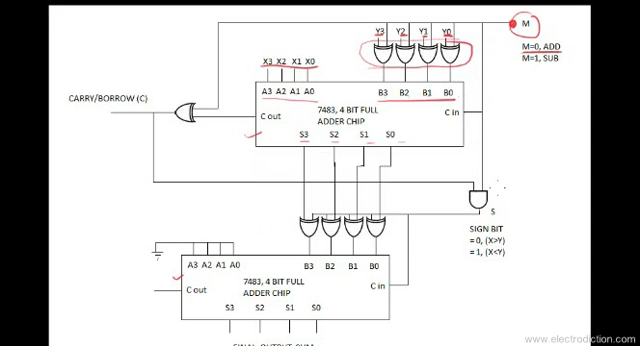 Y3 Y2 Y1 Y0
M
M=0, ADD
M=1, SUB
X3 X2 X1 X0
A3 A2 A1 A0
B3 B2 B1 B0
CARRY/BORROW (C)
C out
7483, 4 BIT FULL
ADDER CHIP
C in
S3 S2 S1 S0
S
SIGN BIT
= 0, (X>Y)
= 1, (X<Y)
A3 A2 A1 A0
B3 B2 B1 B0
C out
7483, 4 BIT FULL
ADDER CHIP
C in
S3 S2 S1 S0
FINAL OUTPUT SUM
www.electrodiction.com